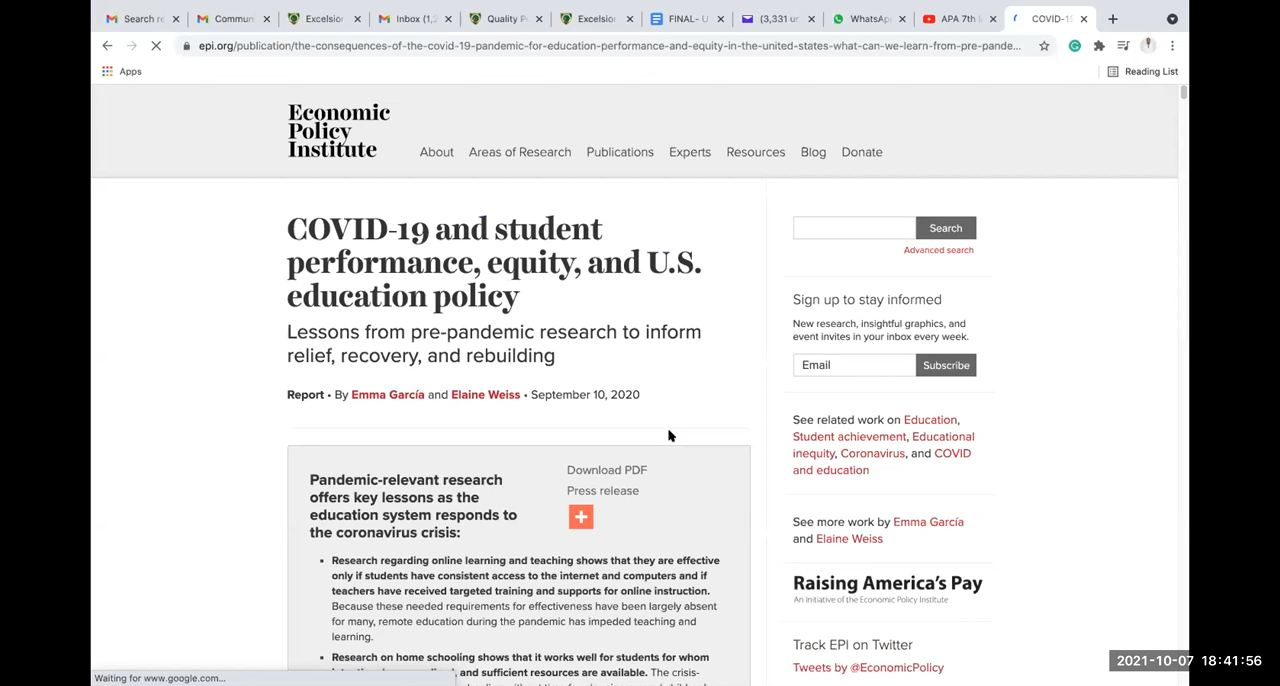 Search re
Commun
Excelsior
Inbox (1,2
Quality P
Excelsior
FINAL- U
(3,331 un
WhatsAp
APA 7th
COVID-19
epi.org/publication/the-consequences-of-the-covid-19-pandemic-for-education-performance-and-equity-in-the-united-states-what-can-we-learn-from-pre-pande...
Apps
Reading List
Economic
Policy
Institute
About Areas of Research Publications Experts Resources Blog Donate
COVID-19 and student
performance, equity, and U.S.
education policy
Lessons from pre-pandemic research to inform
relief, recovery, and rebuilding
Report • By Emma García and Elaine Weiss • September 10, 2020
Pandemic-relevant research
offers key lessons as the
education system responds to
the coronavirus crisis:
Download PDF
Press release
▪ Research regarding online learning and teaching shows that they are effective
only if students have consistent access to the internet and computers and if
teachers have received targeted training and supports for online instruction.
Because these needed requirements for effectiveness have been largely absent
for many, remote education during the pandemic has impeded teaching and
learning.
▪ Research on home schooling shows that it works well for students for whom
and sufficient resources are available. The crisis-
Search
Advanced search
Sign up to stay informed
New research, insightful graphics, and
event invites in your inbox every week.
Email
Subscribe
See related work on Education,
Student achievement, Educational
inequity, Coronavirus, and COVID
and education
See more work by Emma García
and Elaine Weiss
Raising America's Pay
An Initiative of the Economic Policy Institute
Track EPI on Twitter
Tweets by @EconomicPolicy
Waiting for www.google.com...
2021-10-07 18:41:56